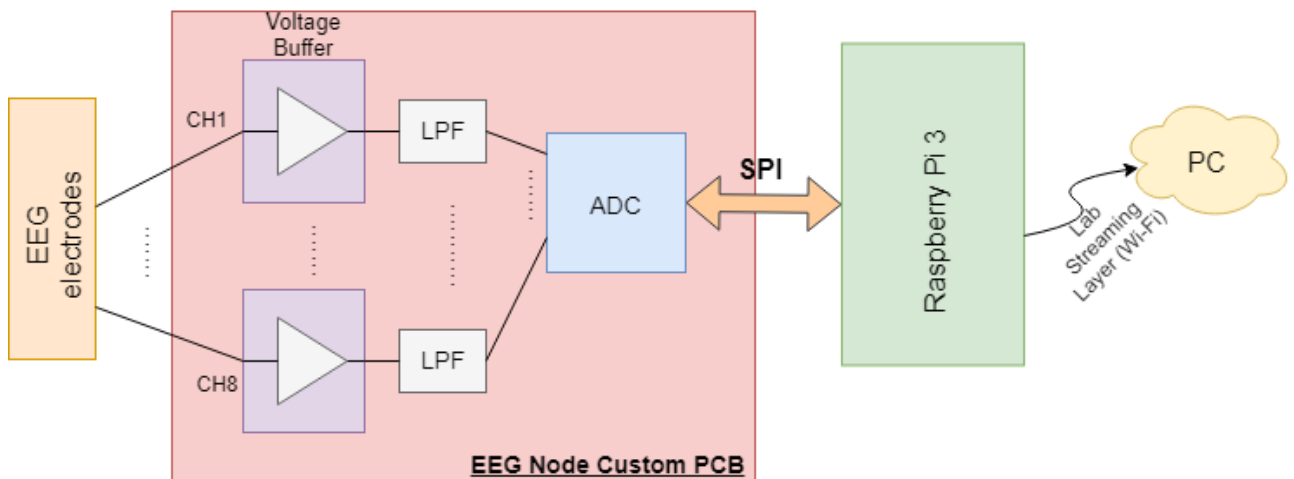 EEG
electrodes
CH1
CH8
Voltage
Buffer
LPF
LPF
ADC
EEG Node Custom PCB
SPI
Raspberry Pi 3
Lab
Streaming
Layer (Wi-Fi)
PC